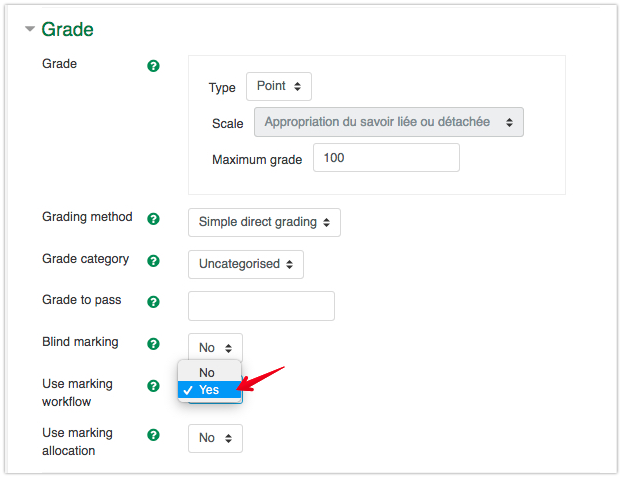 Grade
Grade
Type Point
Scale Appropriation du savoir liée ou détachée
Maximum grade 100
Grading method Simple direct grading
Grade category Uncategorised
Grade to pass
Blind marking No
No
Use marking
workflow
Yes
Use marking
allocation
No